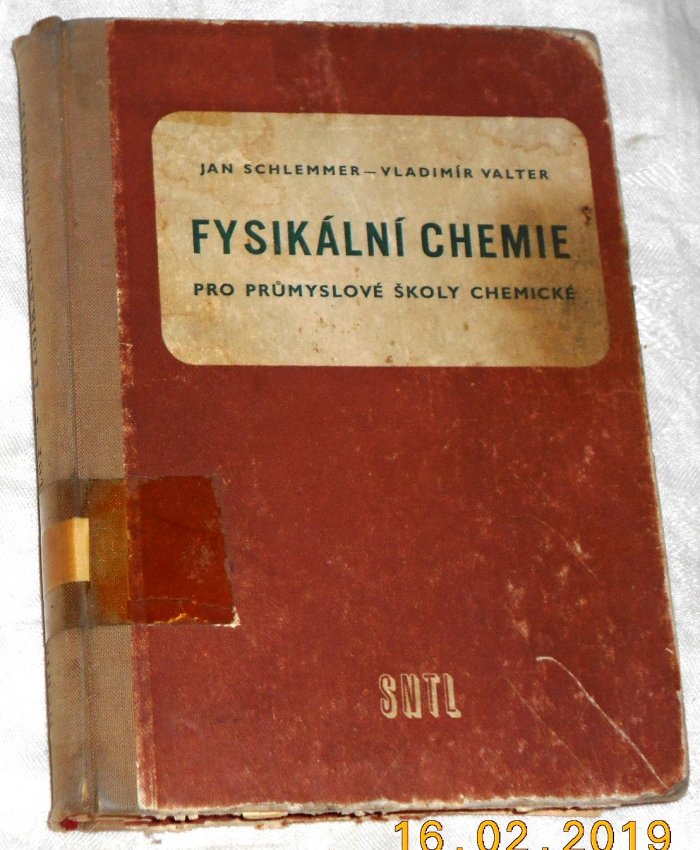 JAN SCHLEMMER – VLADIMÍR VALTER
FYSIKÁLNÍ CHEMIE
PRO PRŮMYSLOVÉ ŠKOLY CHEMICKÉ
SNTL
16.02.2019